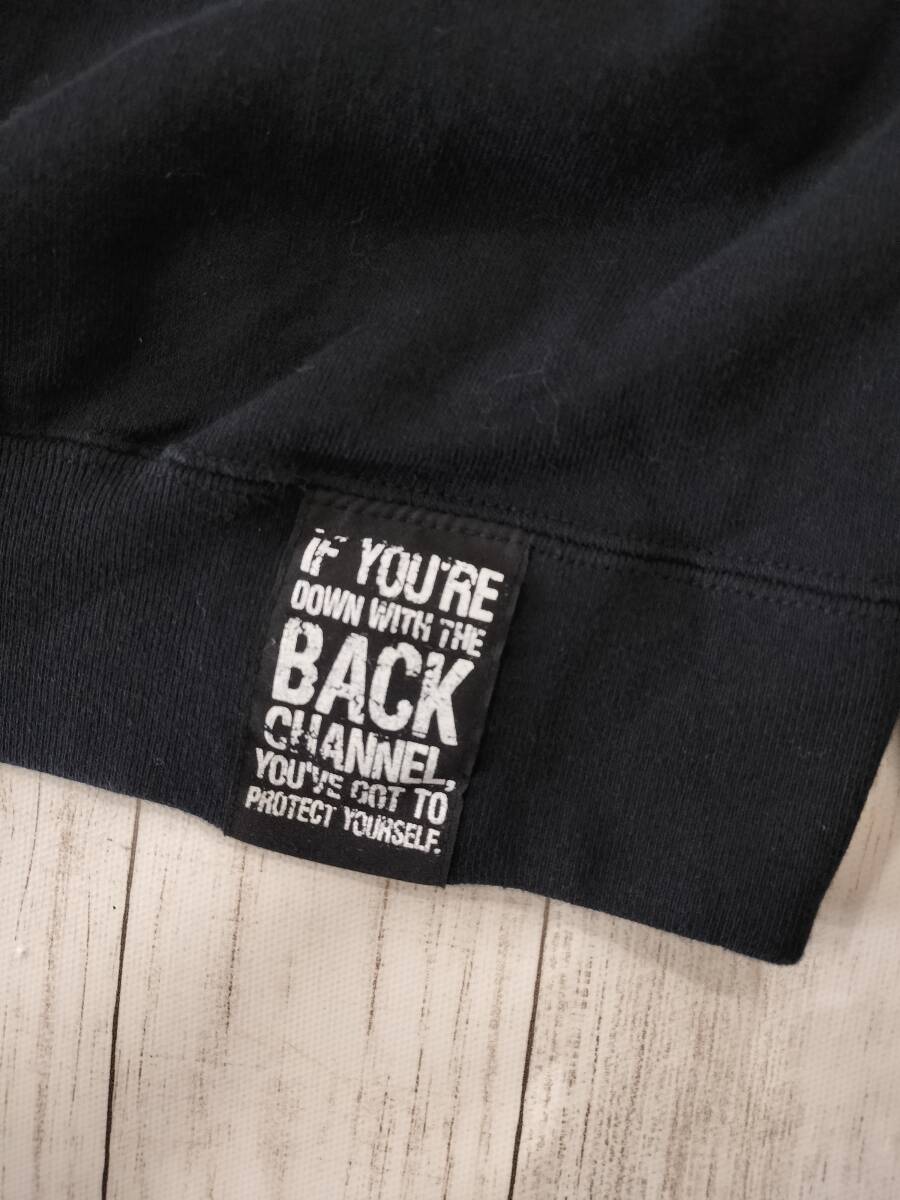 IF YOU'RE
DOWN WITH THE
BACK
CHANNEL,
YOU'VE GOT TO
PROTECT YOURSELF.